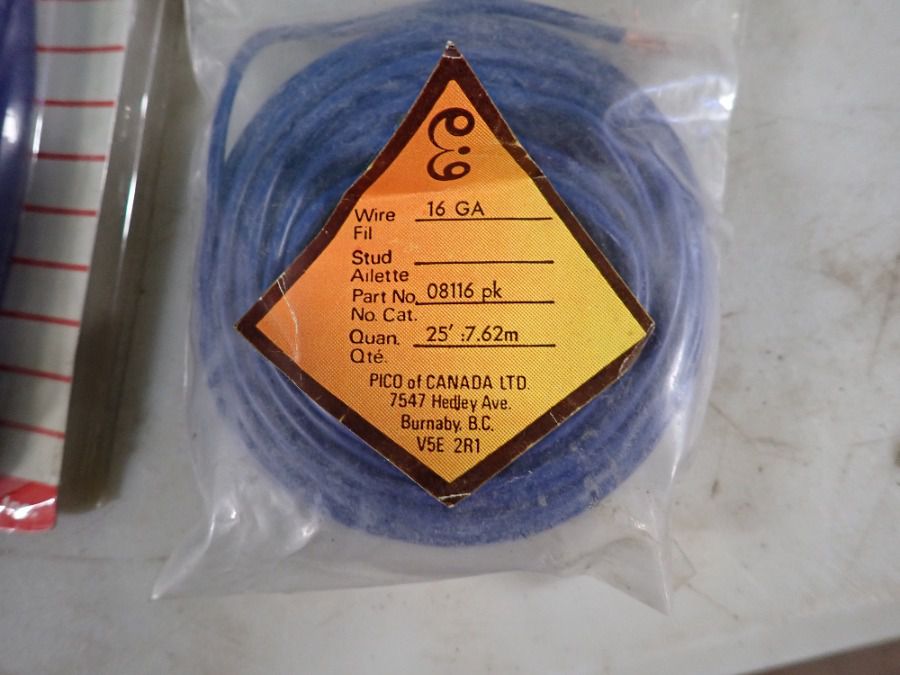 Wire 16 GA
Fil
Stud
Ailette
Part No. 08116 pk
No. Cat.
Quan. 25' :7.62m
Qté.
PICO of CANADA LTD.
7547 Hedley Ave.
Burnaby, B.C.
V5E 2R1